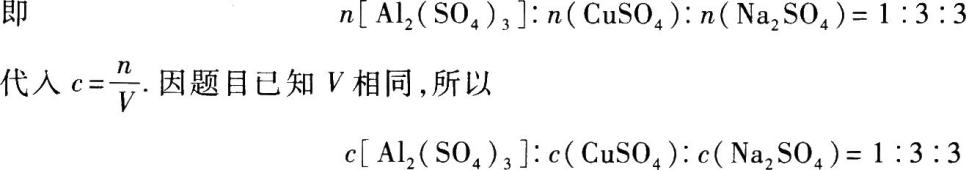 即 n[Al₂(SO₄)₃]:n(CuSO₄):n(Na₂SO₄)=1:3:3
代入 c=n/V. 因题目已知 V 相同,所以
c[Al₂(SO₄)₃]:c(CuSO₄):c(Na₂SO₄)=1:3:3